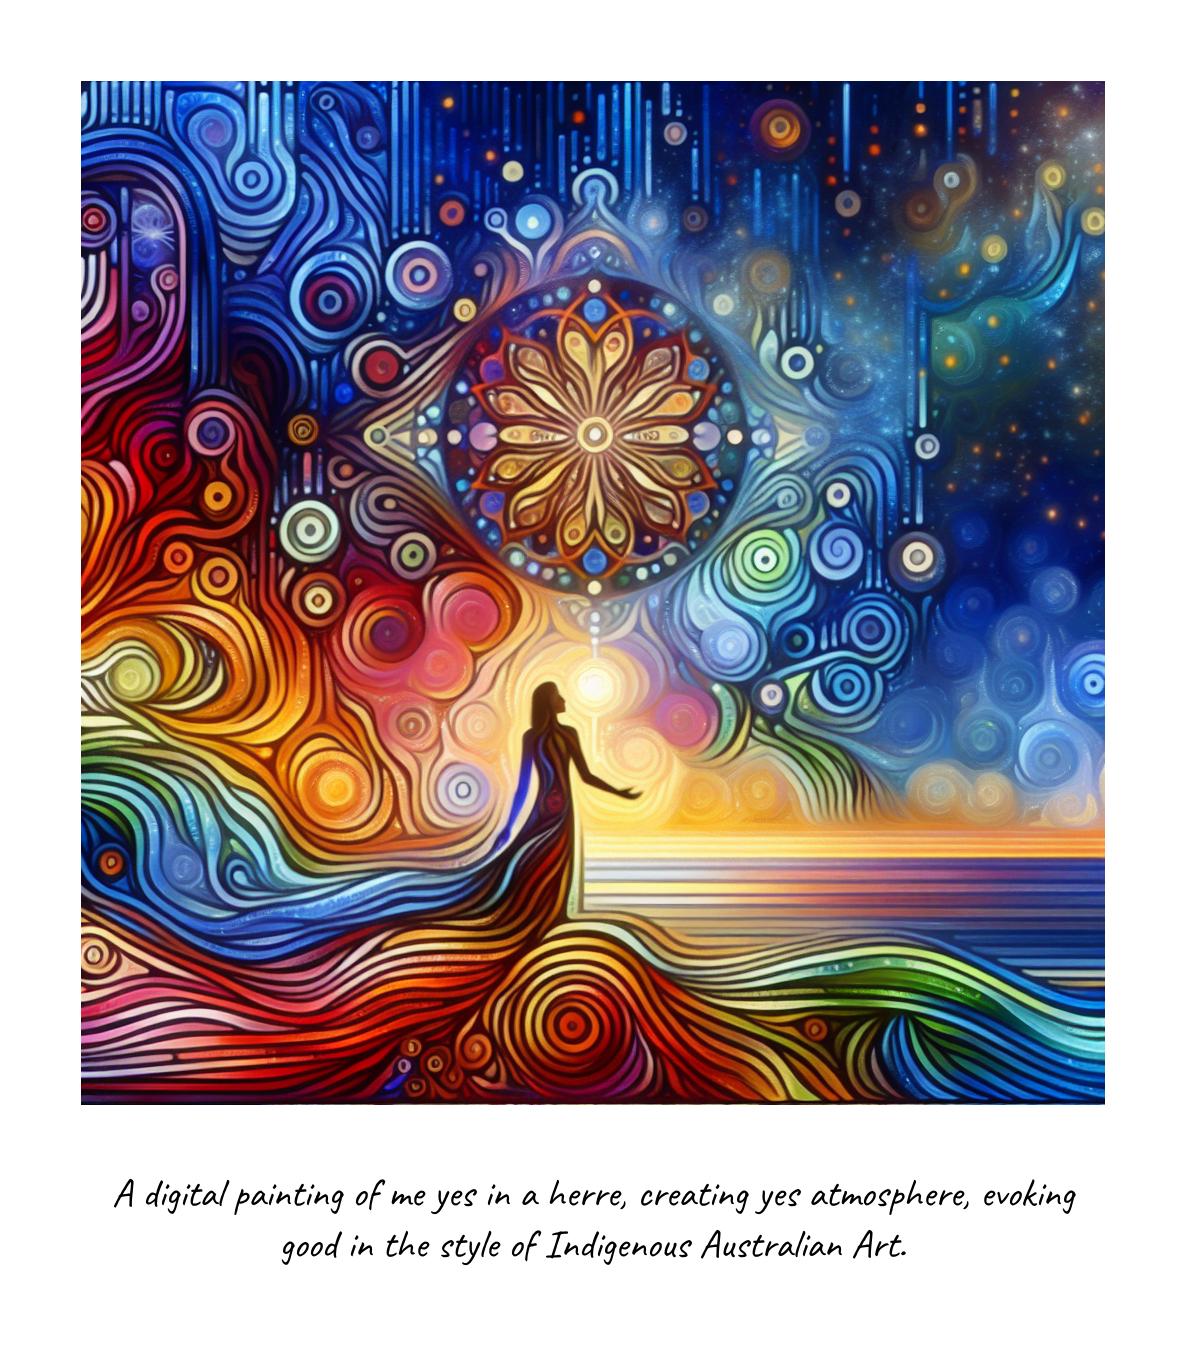 A digital painting of me yes in a herre, creating yes atmosphere, evoking
good in the style of Indigenous Australian Art.